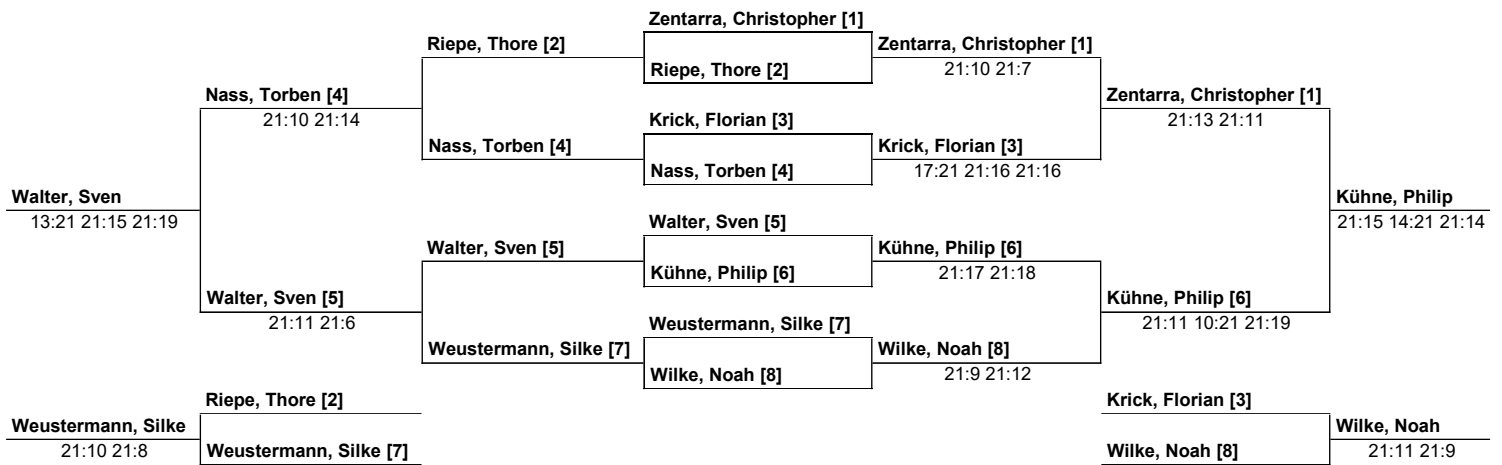 Zentarra, Christopher [1]
Riepe, Thore [2] Zentarra, Christopher [1]
Riepe, Thore [2] 21:10 21:7
Nass, Torben [4] Zentarra, Christopher [1]
21:10 21:14 Krick, Florian [3] 21:13 21:11
Nass, Torben [4] Krick, Florian [3]
Nass, Torben [4] 17:21 21:16 21:16
Walter, Sven Kühne, Philip
13:21 21:15 21:19 Walter, Sven [5] 21:15 14:21 21:14
Walter, Sven [5] Kühne, Philip [6]
Kühne, Philip [6] 21:17 21:18
Walter, Sven [5] Kühne, Philip [6]
21:11 21:6 Weustermann, Silke [7] 21:11 10:21 21:19
Weustermann, Silke [7] Wilke, Noah [8]
Wilke, Noah [8] 21:9 21:12
Riepe, Thore [2] Krick, Florian [3]
Weustermann, Silke Wilke, Noah
21:10 21:8 Weustermann, Silke [7] Wilke, Noah [8] 21:11 21:9